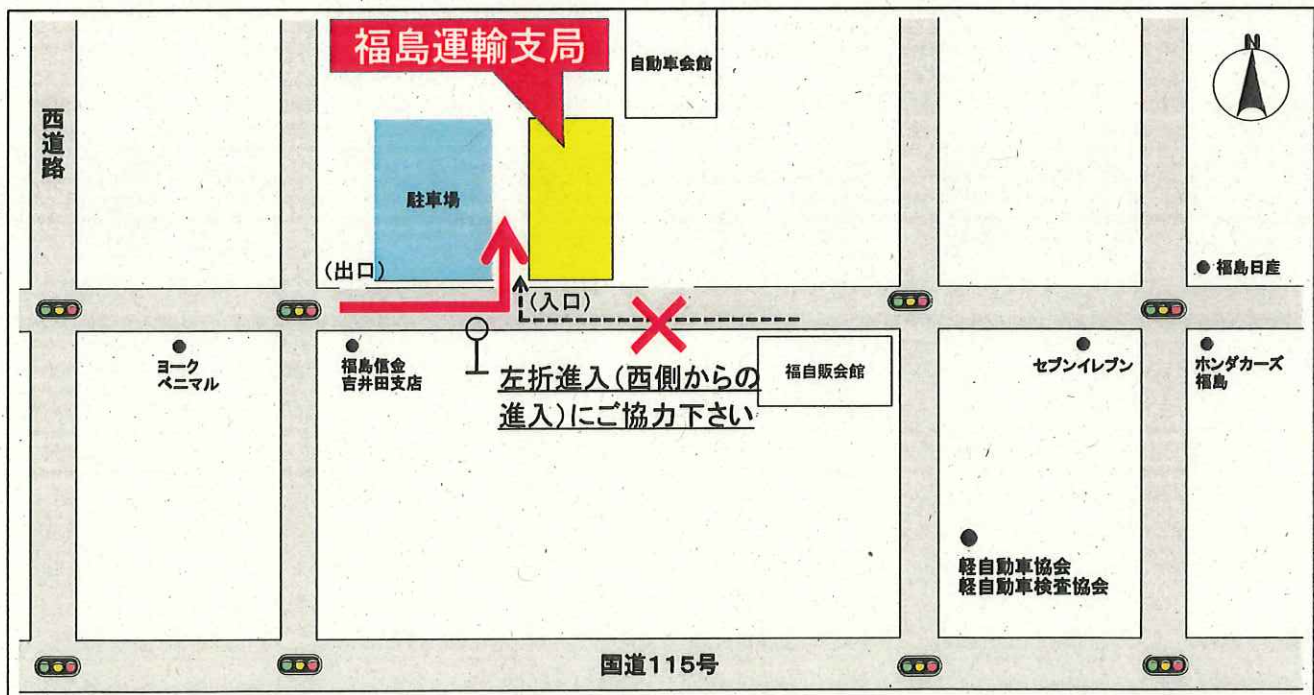 福島運輸支局
自動車会館
N
西道路
駐車場
(出口)
(入口)
福島日産
ヨーク
ベニマル
福島信金
吉井田支店
左折進入(西側からの
進入)にご協力下さい
福自販会館
セブンイレブン
ホンダカーズ
福島
軽自動車協会
軽自動車検査協会
国道115号